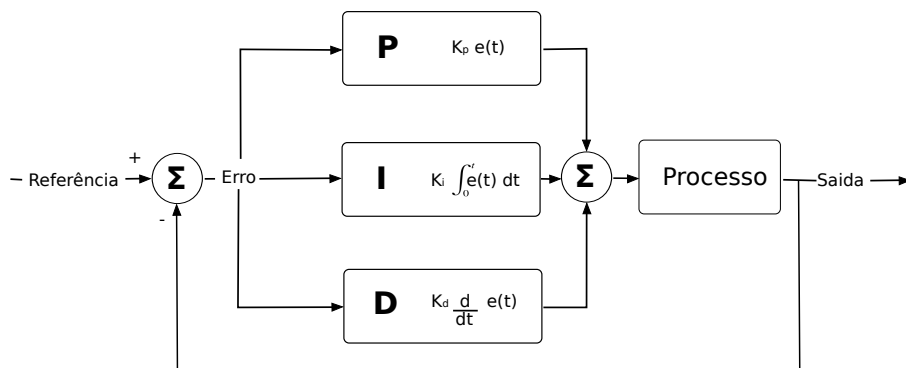 P Kp e(t)
+
Referência Σ Erro I Ki ∫₀ᵗ e(t) dt Σ Processo Saida
-
D Kd d/dt e(t)